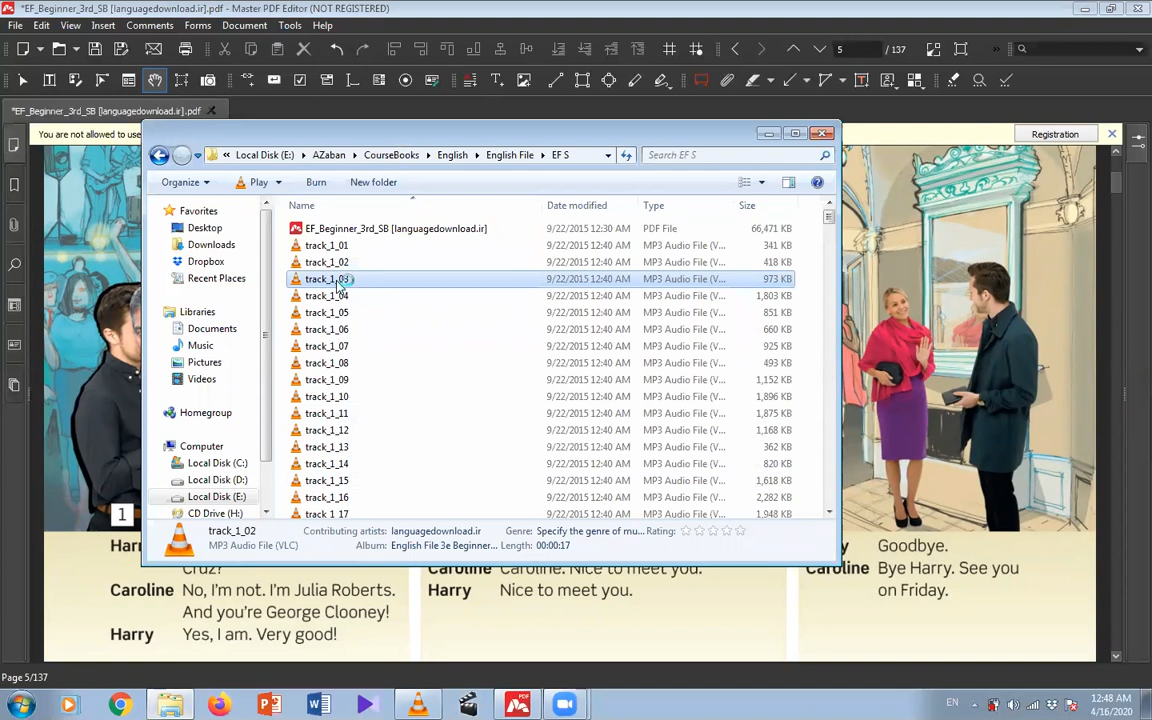 *EF_Beginner_3rd_SB [languagedownload.ir].pdf - Master PDF Editor (NOT REGISTERED)
File Edit View Insert Comments Forms Document Tools Help
5 / 137
*EF_Beginner_3rd_SB [languagedownload.ir].pdf
You are not allowed to use
Registration
Local Disk (E:) AZaban CourseBooks English English File EF S
Search EF S
Organize Play Burn New folder
Name Date modified Type Size
Favorites
Desktop
Downloads
Dropbox
Recent Places
Libraries
Documents
Music
Pictures
Videos
Homegroup
Computer
Local Disk (C:)
Local Disk (D:)
Local Disk (E:)
CD Drive (H:)
EF_Beginner_3rd_SB [languagedownload.ir] 9/22/2015 12:30 AM PDF File 66,471 KB
track_1_01 9/22/2015 12:40 AM MP3 Audio File (V... 341 KB
track_1_02 9/22/2015 12:40 AM MP3 Audio File (V... 418 KB
track_1_03 9/22/2015 12:40 AM MP3 Audio File (V... 973 KB
track_1_04 9/22/2015 12:40 AM MP3 Audio File (V... 1,803 KB
track_1_05 9/22/2015 12:40 AM MP3 Audio File (V... 851 KB
track_1_06 9/22/2015 12:40 AM MP3 Audio File (V... 660 KB
track_1_07 9/22/2015 12:40 AM MP3 Audio File (V... 925 KB
track_1_08 9/22/2015 12:40 AM MP3 Audio File (V... 493 KB
track_1_09 9/22/2015 12:40 AM MP3 Audio File (V... 1,152 KB
track_1_10 9/22/2015 12:40 AM MP3 Audio File (V... 1,896 KB
track_1_11 9/22/2015 12:40 AM MP3 Audio File (V... 1,875 KB
track_1_12 9/22/2015 12:40 AM MP3 Audio File (V... 1,168 KB
track_1_13 9/22/2015 12:40 AM MP3 Audio File (V... 362 KB
track_1_14 9/22/2015 12:40 AM MP3 Audio File (V... 820 KB
track_1_15 9/22/2015 12:40 AM MP3 Audio File (V... 1,618 KB
track_1_16 9/22/2015 12:40 AM MP3 Audio File (V... 2,282 KB
track_1_17 9/22/2015 12:40 AM MP3 Audio File (V... 1,948 KB
track_1_02 Contributing artists: languagedownload.ir Genre: Specify the genre of mu... Rating:
MP3 Audio File (VLC) Album: English File 3e Beginner... Length: 00:00:17
1
Cruz?
Caroline No, I'm not. I'm Julia Roberts.
And you're George Clooney!
Harry Yes, I am. Very good!
Caroline Caroline. Nice to meet you.
Harry Nice to meet you.
Goodbye.
Caroline Bye Harry. See you
on Friday.
Page 5/137
EN 12:48 AM
4/16/2020